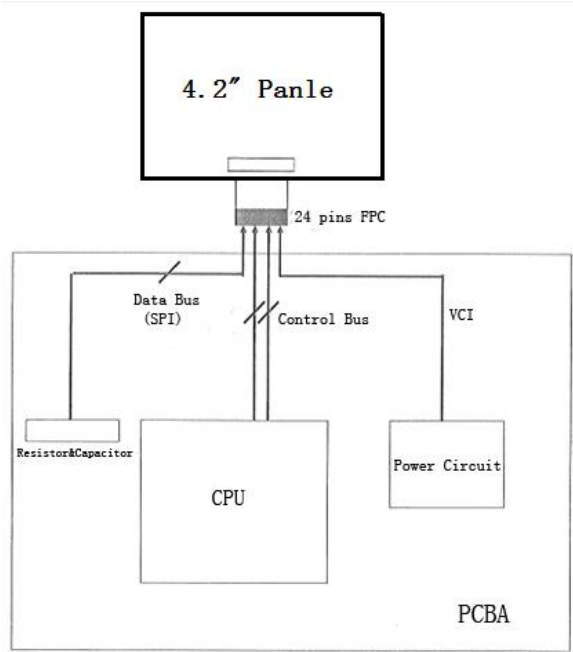 4.2" Panle
24 pins FPC
Data Bus
(SPI)
Control Bus
VCI
Resistor&Capacitor
Power Circuit
CPU
PCBA